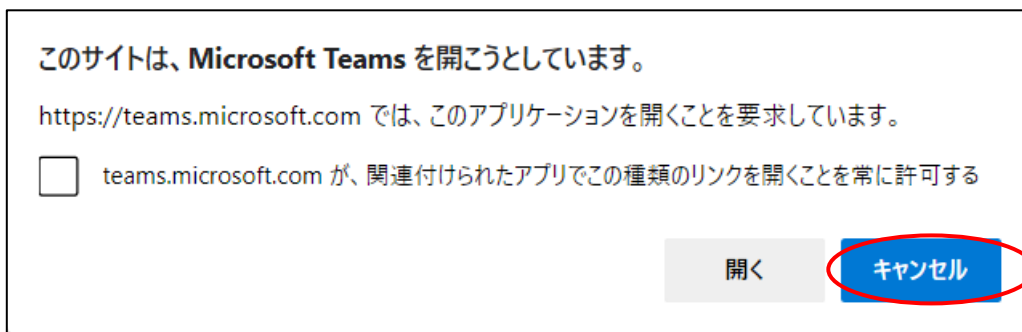 このサイトは、Microsoft Teams を開こうとしています。
https://teams.microsoft.com では、このアプリケーションを開くことを要求しています。
teams.microsoft.com が、関連付けられたアプリでこの種類のリンクを開くことを常に許可する
開く キャンセル